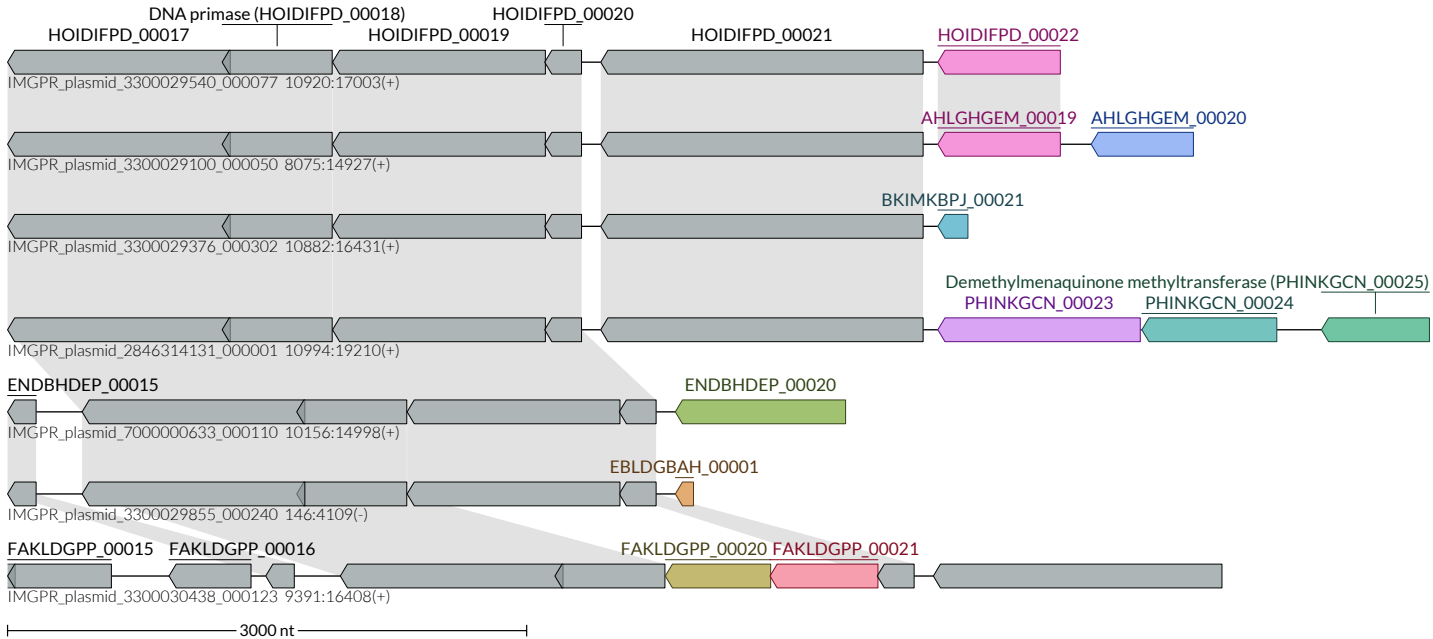 DNA primase (HOIDIFPD_00018) HOIDIFPD_00020
HOIDIFPD_00017 HOIDIFPD_00019 HOIDIFPD_00021 HOIDIFPD_00022
IMGPR_plasmid_3300029540_000077 10920:17003(+)
AHLGHGEM_00019 AHLGHGEM_00020
IMGPR_plasmid_3300029100_000050 8075:14927(+)
BKIMKBPJ_00021
IMGPR_plasmid_3300029376_000302 10882:16431(+)
Demethylmenaquinone methyltransferase (PHINKGCN_00025)
PHINKGCN_00023 PHINKGCN_00024
IMGPR_plasmid_2846314131_000001 10994:19210(+)
ENDBHDEP_00015 ENDBHDEP_00020
IMGPR_plasmid_7000000633_000110 10156:14998(+)
EBLDGBAH_00001
IMGPR_plasmid_3300029855_000240 146:4109(-)
FAKLDGPP_00015 FAKLDGPP_00016 FAKLDGPP_00020 FAKLDGPP_00021
IMGPR_plasmid_3300030438_000123 9391:16408(+)
3000 nt